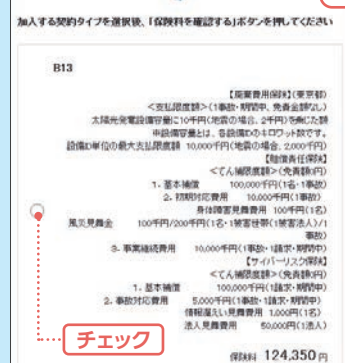 加入する契約タイプを選択後、「保険料を確認する」ボタンを押してください
B13
【廃棄費用保険】(東京都)
<支払限度額>(1事故・期間中、免責金額なし)
太陽光発電設備容量に10千円(地震の場合、2千円)を乗じた額
※設備容量とは、各設備IDのキロワット数です。
設備ID単位の最大支払限度額 10,000千円(地震の場合、2,000千円)
【賠償責任保険】
<てん補限度額>(免責額0円)
1. 基本補償 100,000千円(1名・1事故)
2. 初期対応費用 10,000千円(1事故)
身体障害見舞費用 100千円(1名)
風災見舞金 100千円/200千円(1名・1被害世帯(1被害法人)/1
事故)
3. 事業継続費用 10,000千円(1事故・1請求・期間中)
【サイバーリスク保険】
<てん補限度額>(免責額0円)
1. 基本補償 100,000千円(1請求・期間中)
2. 事故対応費用 5,000千円(1事故・1請求・期間中)
情報漏えい見舞費用 1,000円(1名)
法人見舞費用 50,000円(1法人)
チェック
保険料 124,350 円